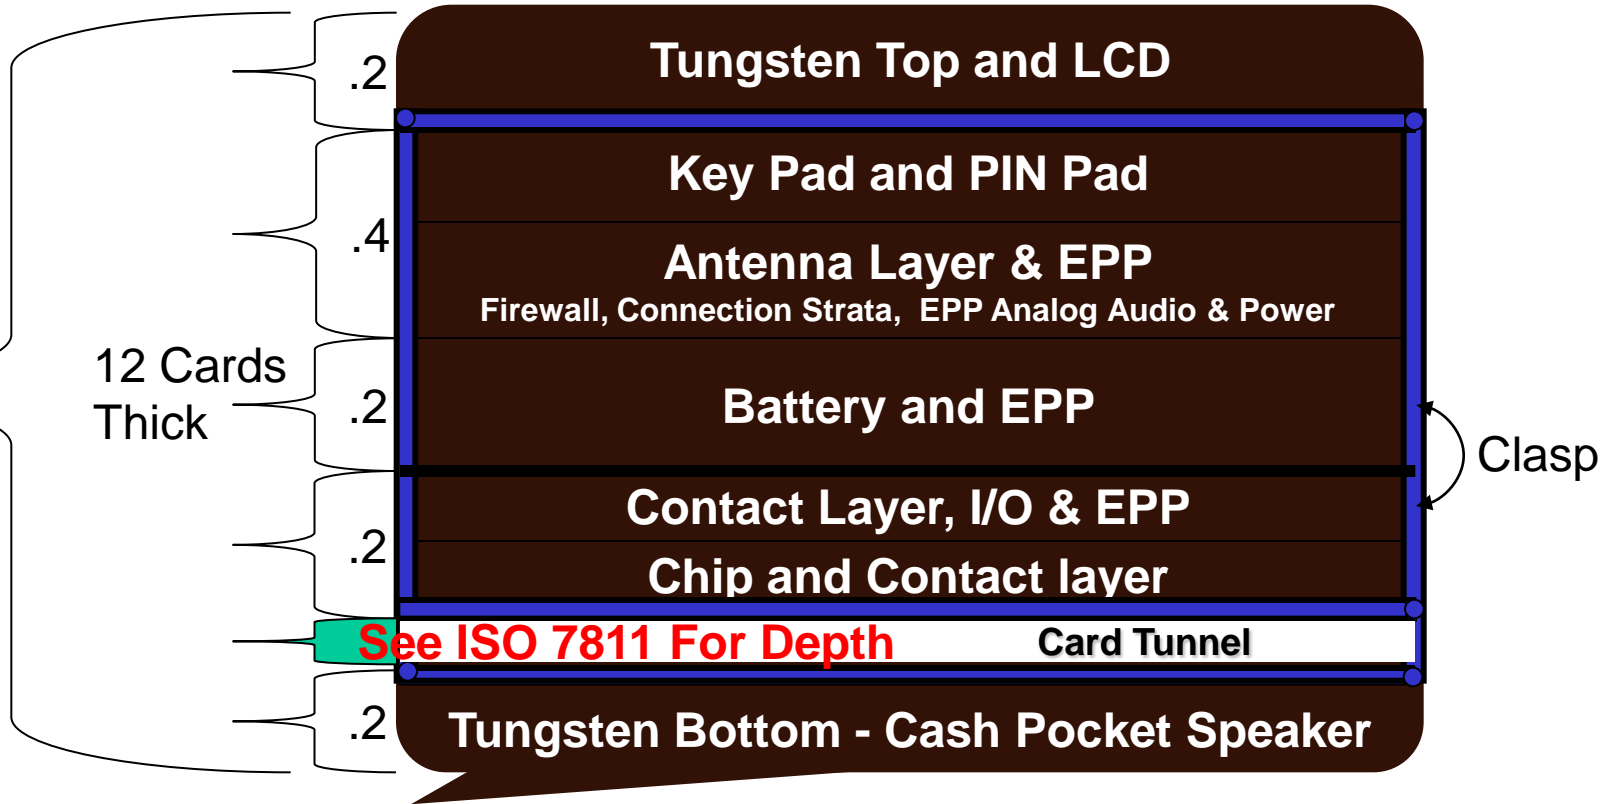 .2
Tungsten Top and LCD
Key Pad and PIN Pad
.4
Antenna Layer & EPP
Firewall, Connection Strata,  EPP Analog Audio & Power
12 Cards
Thick
.2
Battery and EPP
Clasp
Contact Layer, I/O & EPP
.2
Chip and Contact layer
See ISO 7811 For Depth
Card Tunnel
.2
Tungsten Bottom - Cash Pocket Speaker